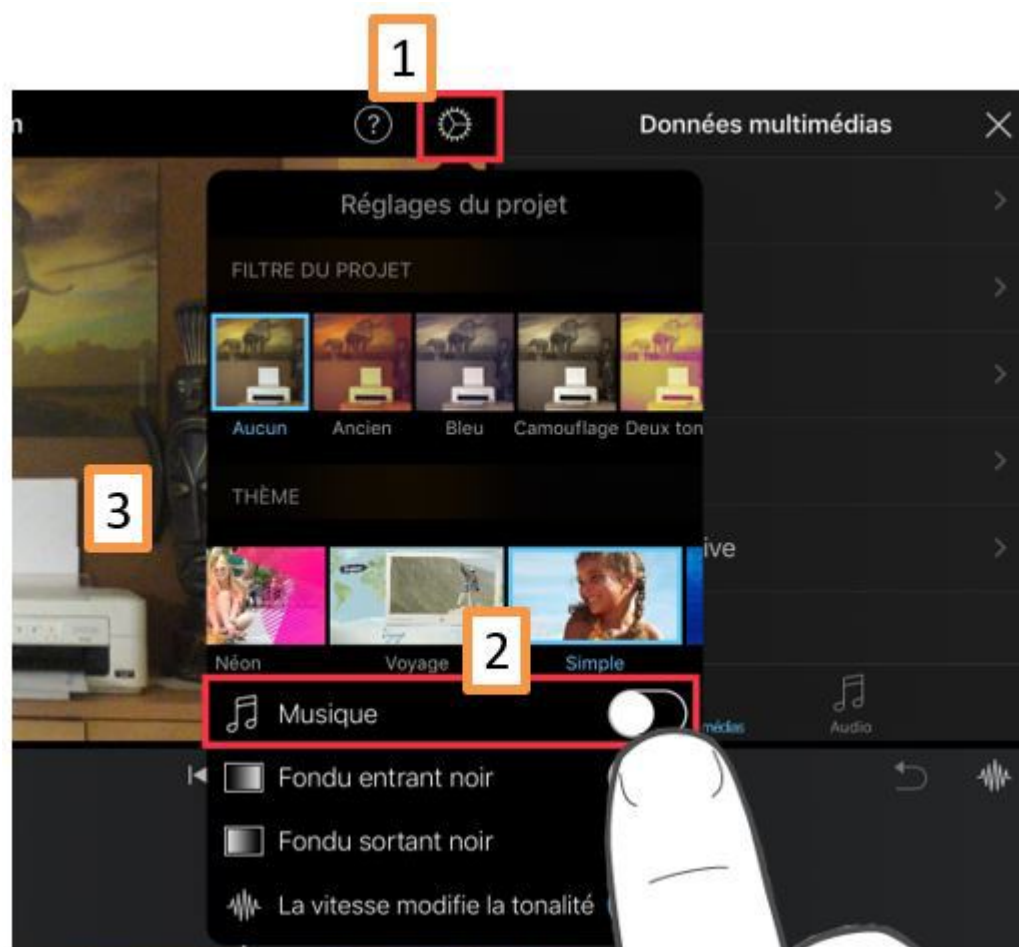 1
Données multimédias
Réglages du projet
FILTRE DU PROJET
Aucun Ancien Bleu Camouflage Deux ton
3
THÈME
ive
2
Néon Voyage Simple
Musique
médias Audio
Fondu entrant noir
Fondu sortant noir
La vitesse modifie la tonalité